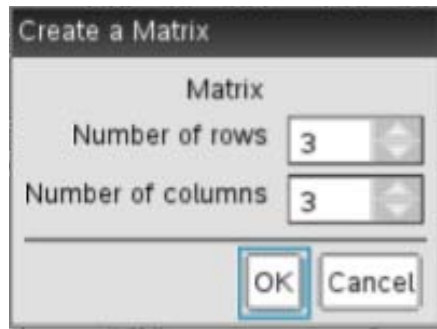 Create a Matrix
Matrix
Number of rows 3
Number of columns 3
OK Cancel